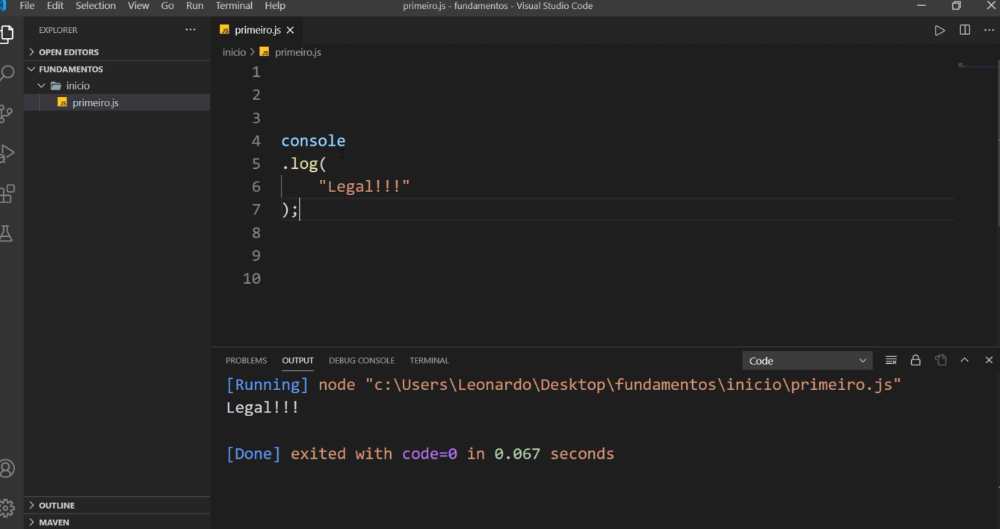 File Edit Selection View Go Run Terminal Help primeiro.js - fundamentos - Visual Studio Code
EXPLORER
OPEN EDITORS
FUNDAMENTOS
inicio
JS primeiro.js
OUTLINE
MAVEN
JS primeiro.js
inicio > JS primeiro.js
1
2
3
4 console
5 .log(
6 "Legal!!!"
7 );
8
9
10
PROBLEMS OUTPUT DEBUG CONSOLE TERMINAL Code
[Running] node "c:\Users\Leonardo\Desktop\fundamentos\inicio\primeiro.js"
Legal!!!
[Done] exited with code=0 in 0.067 seconds